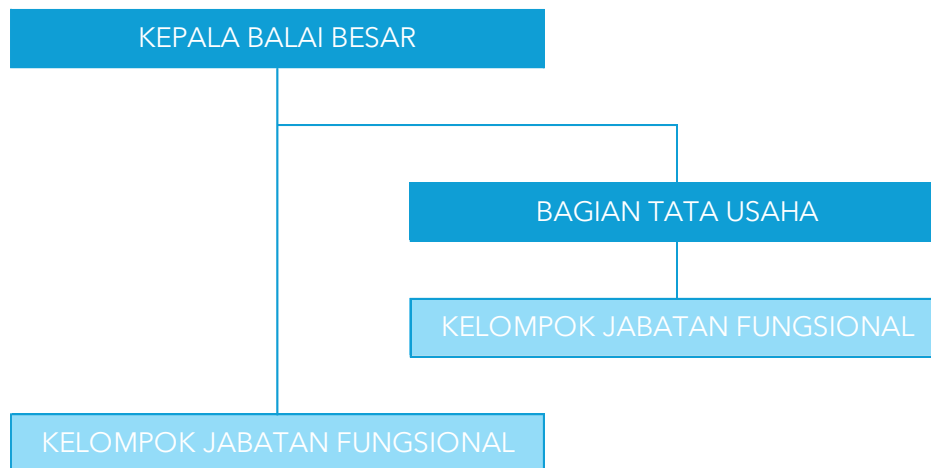 KEPALA BALAI BESAR
BAGIAN TATA USAHA
KELOMPOK JABATAN FUNGSIONAL
KELOMPOK JABATAN FUNGSIONAL